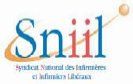 Sniil
Syndicat National des Infirmières
et Infirmiers Libéraux